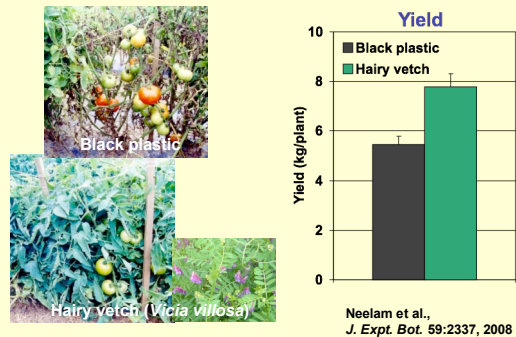 Black plastic
Hairy vetch (Vicia villosa)
Yield
Yield (kg/plant)
10
8
6
4
2
0
Black plastic
Hairy vetch
Neelam et al.,
J. Expt. Bot. 59:2337, 2008